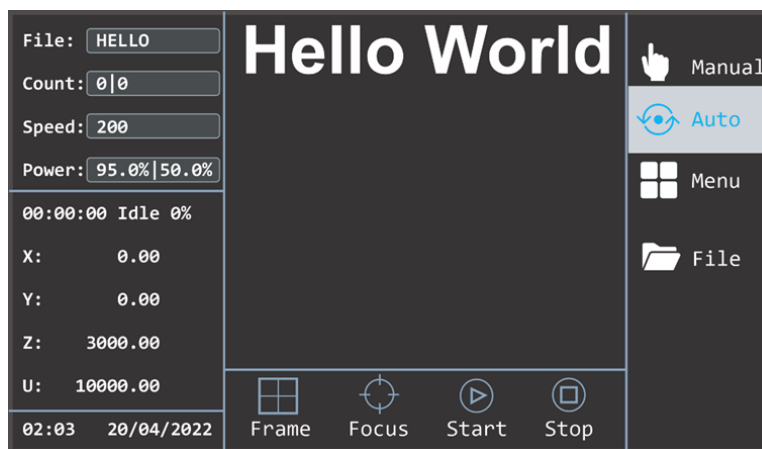 File: HELLO
Count: 0|0
Speed: 200
Power: 95.0%|50.0%
00:00:00 Idle 0%
X: 0.00
Y: 0.00
Z: 3000.00
U: 10000.00
02:03 20/04/2022
Hello World
Frame Focus Start Stop
Manual
Auto
Menu
File